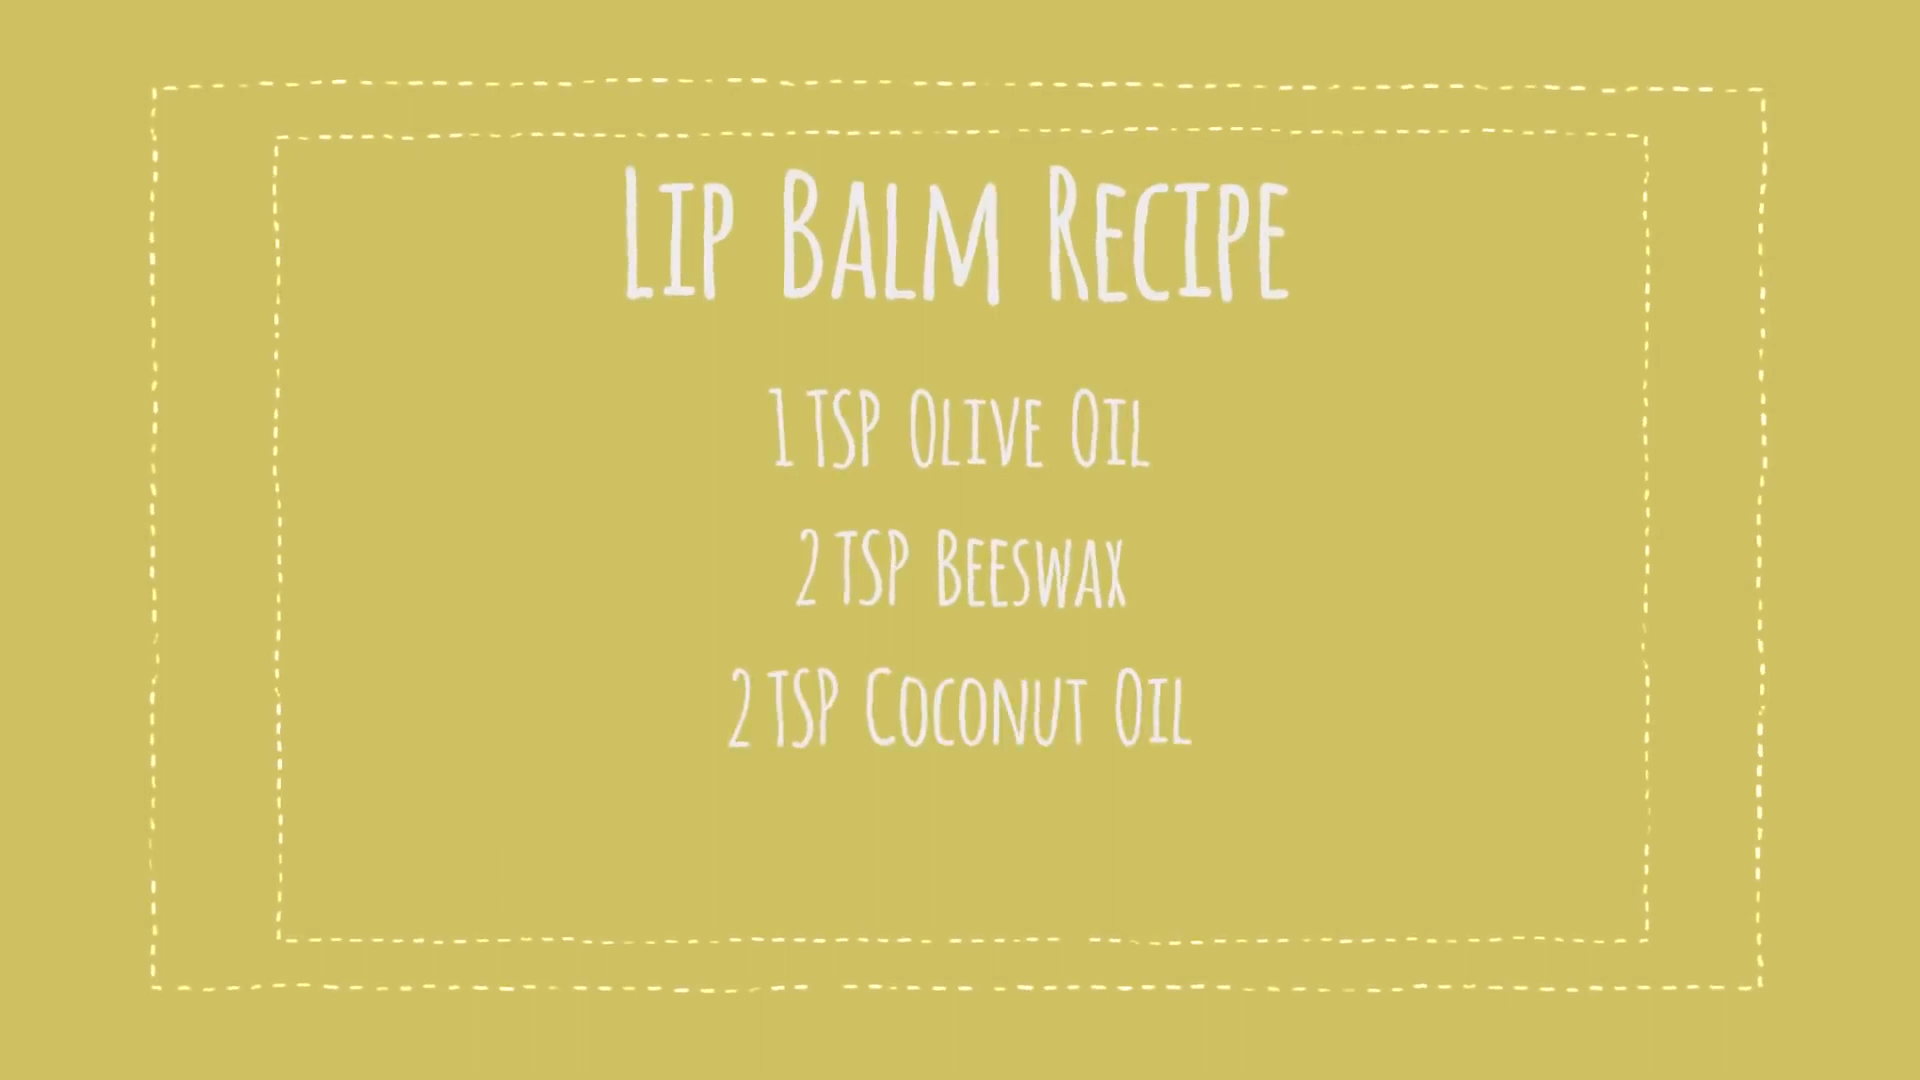 Lip Balm Recipe
1 TSP Olive Oil
2 TSP Beeswax
2 TSP Coconut Oil